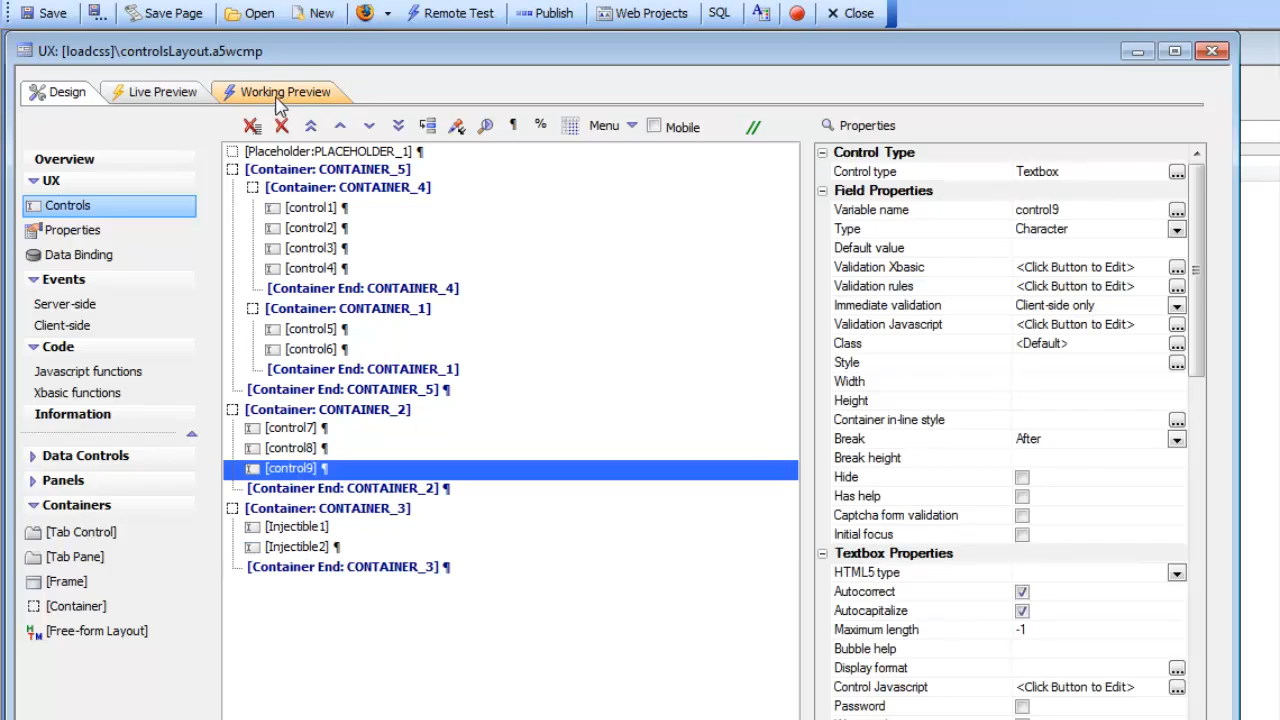 Save Save Page Open New Remote Test Publish Web Projects SQL Close
UX: [loadcss]\controlsLayout.a5wcmp
Design Live Preview Working Preview
¶ % Menu Mobile // Properties
Overview
UX
Controls
Properties
Data Binding
Events
Server-side
Client-side
Code
Javascript functions
Xbasic functions
Information
Data Controls
Panels
Containers
[Tab Control]
[Tab Pane]
[Frame]
[Container]
[Free-form Layout]
[Placeholder:PLACEHOLDER_1] ¶
[Container: CONTAINER_5]
[Container: CONTAINER_4]
[control1] ¶
[control2] ¶
[control3] ¶
[control4] ¶
[Container End: CONTAINER_4]
[Container: CONTAINER_1]
[control5] ¶
[control6] ¶
[Container End: CONTAINER_1]
[Container End: CONTAINER_5] ¶
[Container: CONTAINER_2]
[control7] ¶
[control8] ¶
[control9] ¶
[Container End: CONTAINER_2] ¶
[Container: CONTAINER_3]
[Injectible1]
[Injectible2] ¶
[Container End: CONTAINER_3] ¶
Control Type
Control type Textbox
Field Properties
Variable name control9
Type Character
Default value
Validation Xbasic <Click Button to Edit>
Validation rules <Click Button to Edit>
Immediate validation Client-side only
Validation Javascript <Click Button to Edit>
Class <Default>
Style
Width
Height
Container in-line style
Break After
Break height
Hide
Has help
Captcha form validation
Initial focus
Textbox Properties
HTML5 type
Autocorrect
Autocapitalize
Maximum length -1
Bubble help
Display format
Control Javascript <Click Button to Edit>
Password